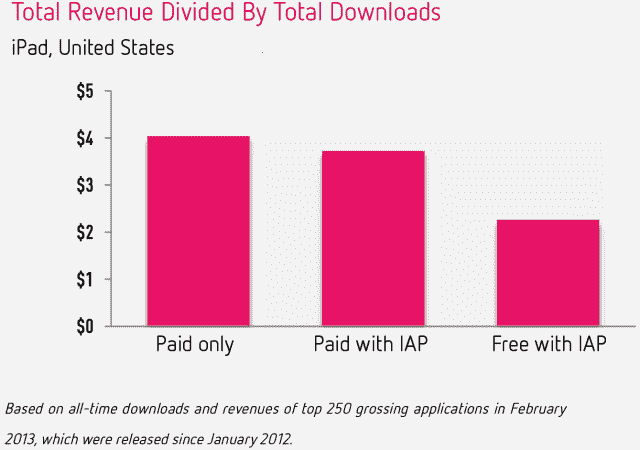 Total Revenue Divided By Total Downloads
iPad, United States
$5
$4
$3
$2
$1
$0
Paid only
Paid with IAP
Free with IAP
Based on all-time downloads and revenues of top 250 grossing applications in February
2013, which were released since January 2012.